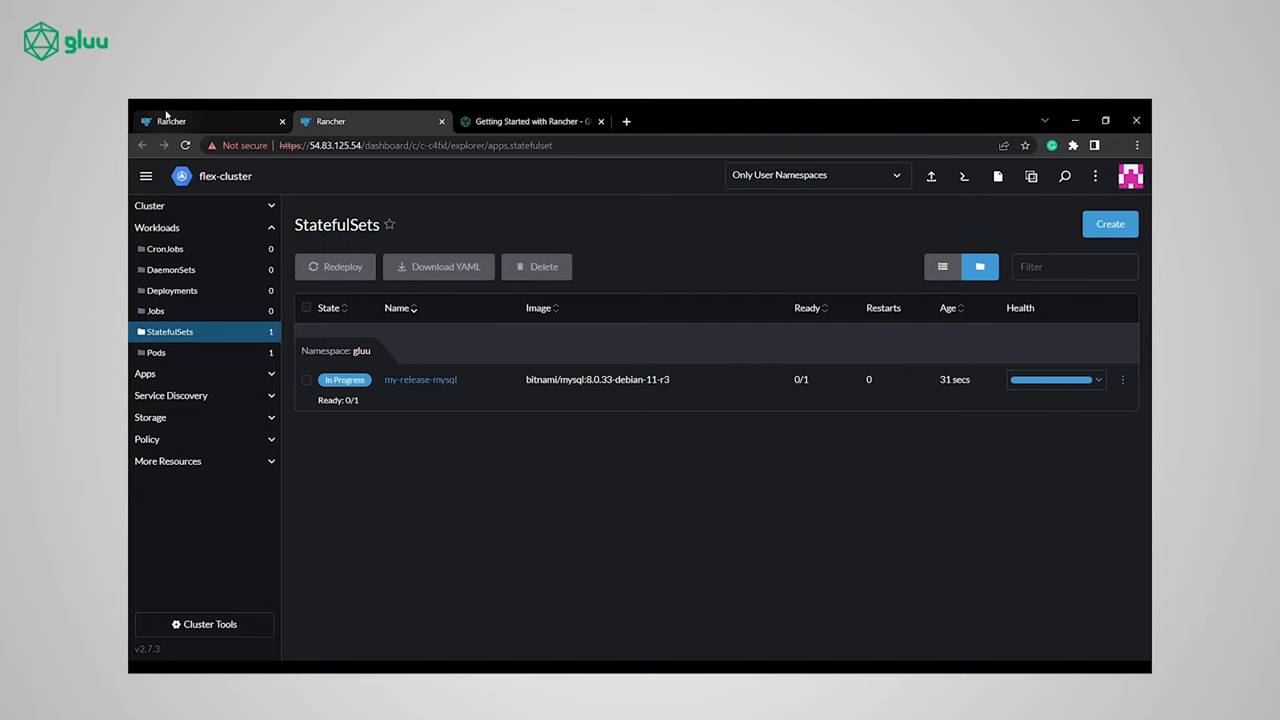 gluu
Rancher
Rancher
Getting Started with Rancher - G
Not secure
https://54.83.125.54/dashboard/c/c-c4fxl/explorer/apps.statefulset
flex-cluster
Only User Namespaces
Cluster
Workloads
CronJobs 0
DaemonSets 0
Deployments 0
Jobs 0
StatefulSets 1
Pods 1
Apps
Service Discovery
Storage
Policy
More Resources
Cluster Tools
v2.7.3
StatefulSets
Create
Redeploy
Download YAML
Delete
Filter
State Name Image Ready Restarts Age Health
Namespace: gluu
In Progress my-release-mysql bitnami/mysql:8.0.33-debian-11-r3 0/1 0 31 secs
Ready: 0/1